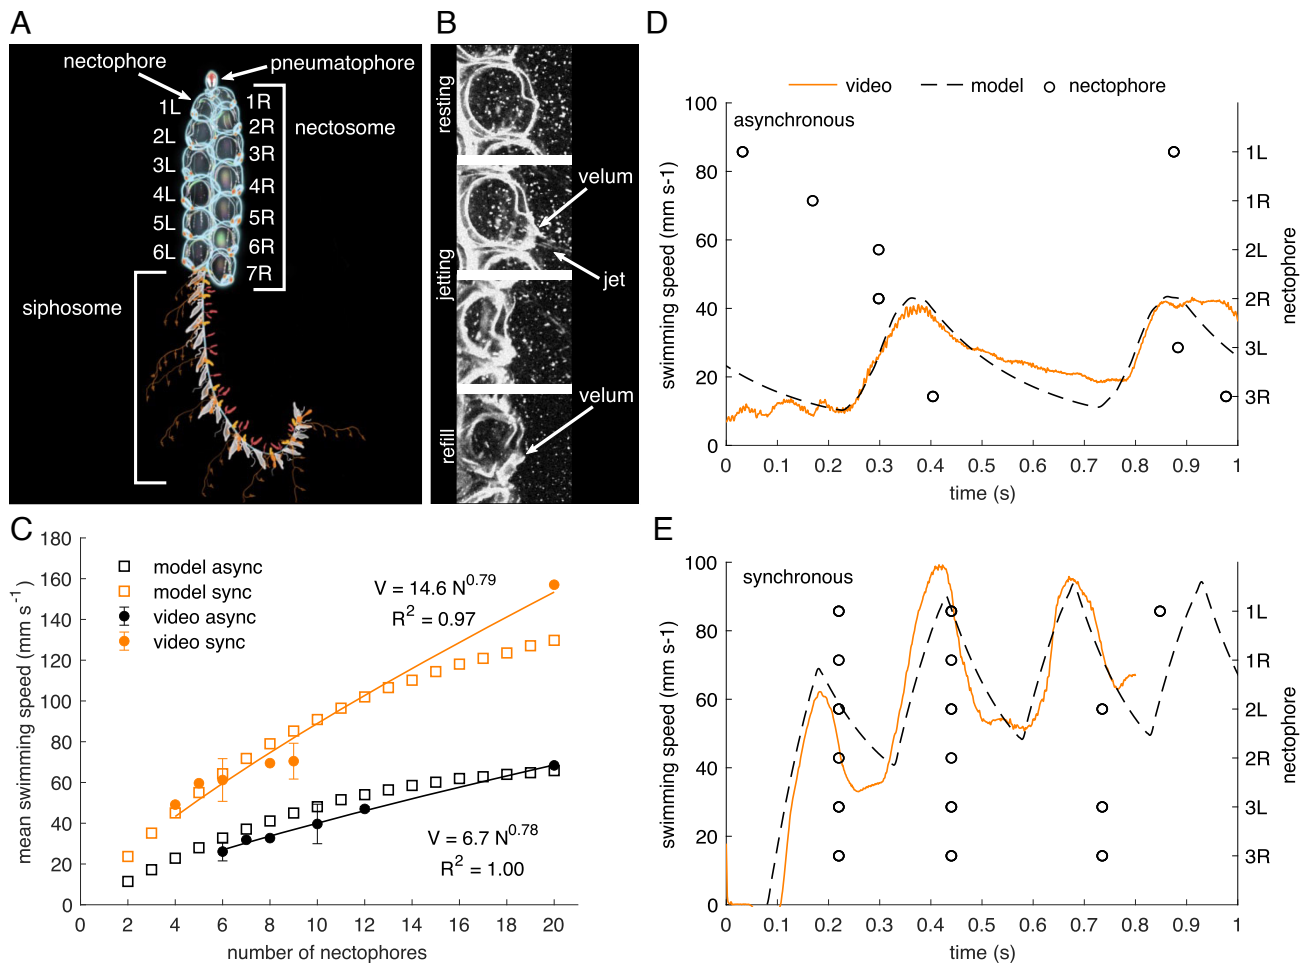 A
nectophore
pneumatophore
1L
1R
2L
2R
nectosome
3L
3R
4L
4R
5L
5R
6L
6R
7R
siphosome
B
resting
jetting
refill
velum
jet
velum
C
mean swimming speed (mm s⁻¹)
180
160
140
120
100
80
60
40
20
0
model async
model sync
video async
video sync
V = 14.6 N^0.79
R² = 0.97
V = 6.7 N^0.78
R² = 1.00
0 2 4 6 8 10 12 14 16 18 20
number of nectophores
D
video model nectophore
asynchronous
swimming speed (mm s-1)
100
80
60
40
20
0
1L
1R
2L
2R
3L
3R
nectophore
0 0.1 0.2 0.3 0.4 0.5 0.6 0.7 0.8 0.9 1
time (s)
E
synchronous
swimming speed (mm s-1)
100
80
60
40
20
0
1L
1R
2L
2R
3L
3R
nectophore
0 0.1 0.2 0.3 0.4 0.5 0.6 0.7 0.8 0.9 1
time (s)